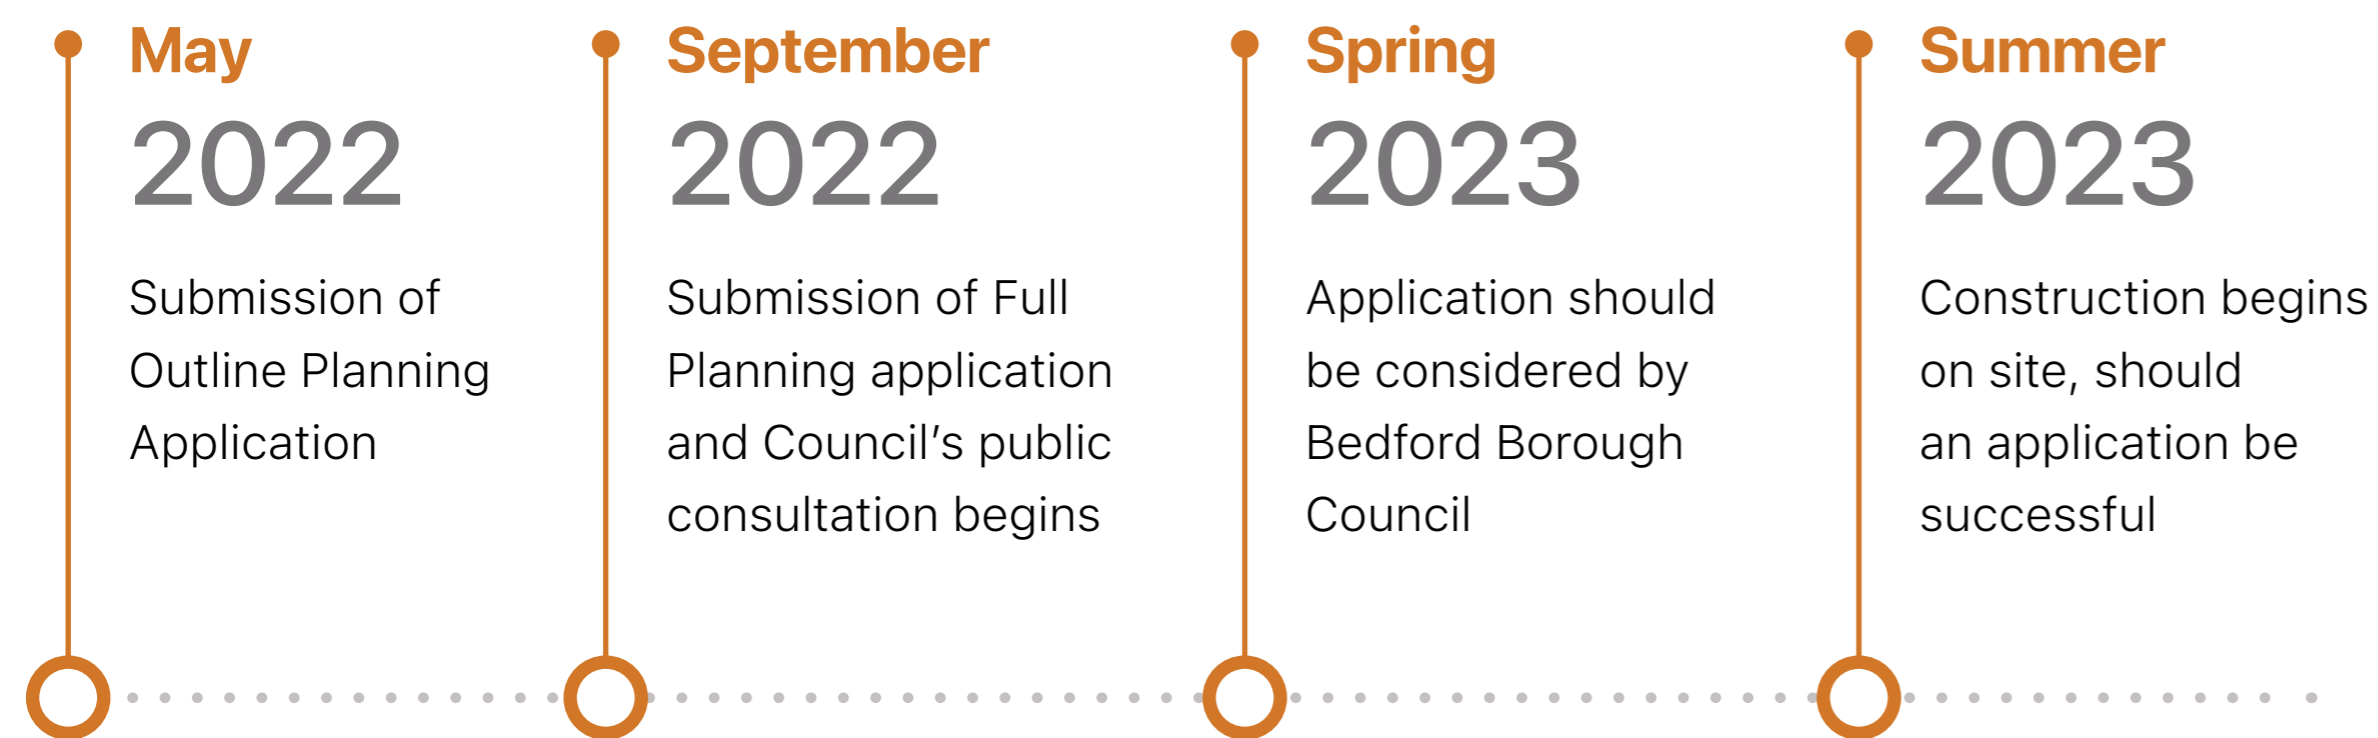 May
2022
Submission of
Outline Planning
Application
September
2022
Submission of Full
Planning application
and Council’s public
consultation begins
Spring
2023
Application should
be considered by
Bedford Borough
Council
Summer
2023
Construction begins
on site, should
an application be
successful